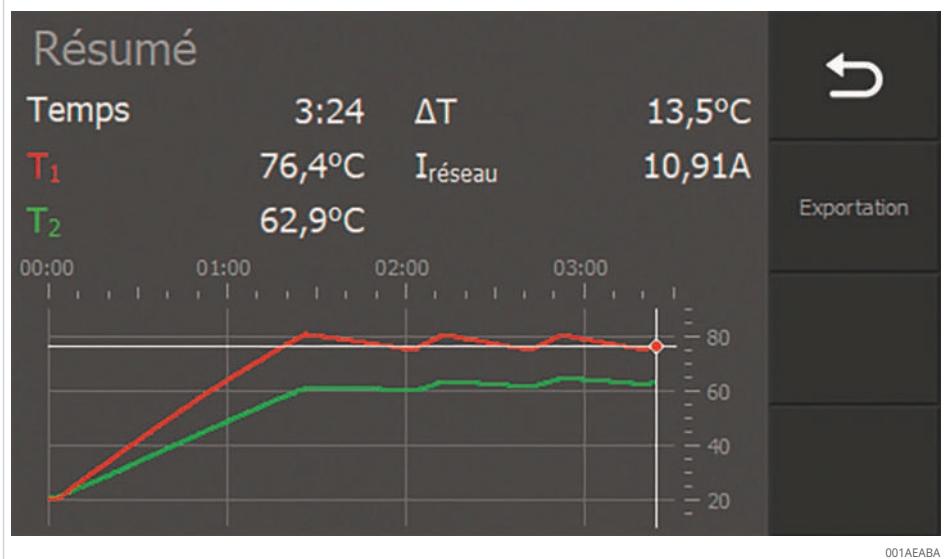 Résumé
Temps 3:24 ΔT 13,5°C
T1 76,4°C Iréseau 10,91A
T2 62,9°C
Exportation
00:00 01:00 02:00 03:00
80
60
40
20
001AEABA